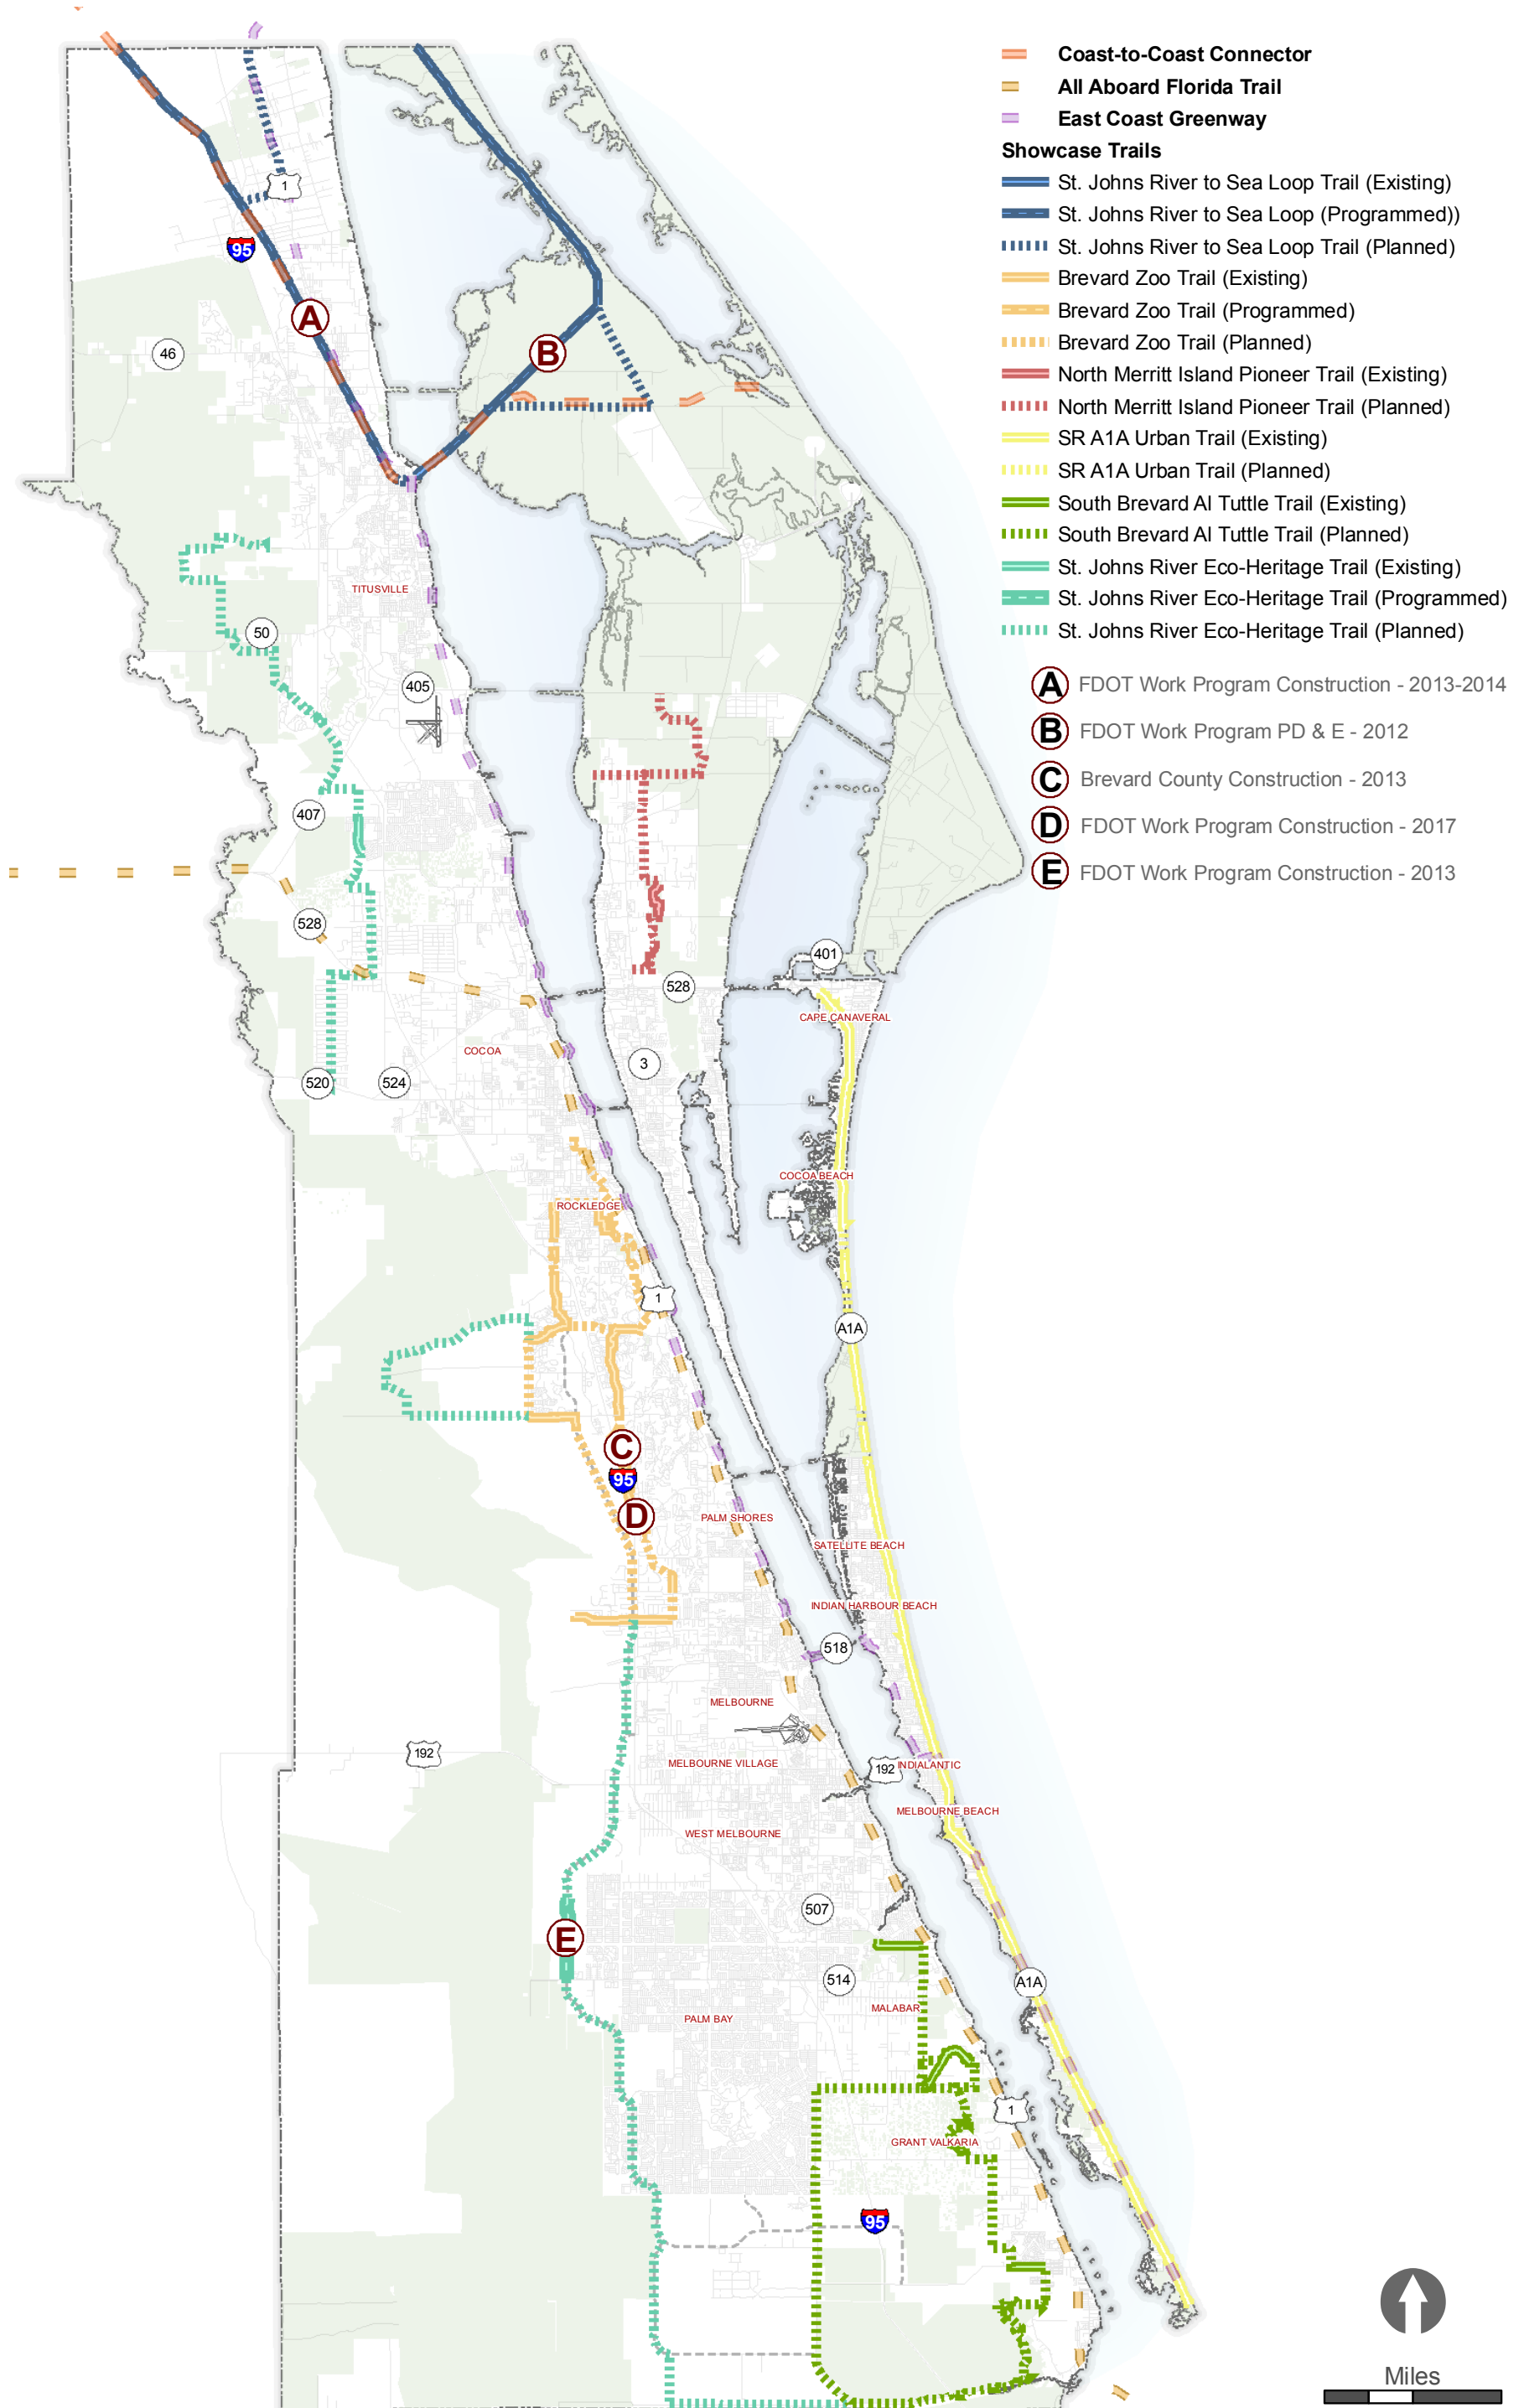 Coast-to-Coast Connector
All Aboard Florida Trail
East Coast Greenway
Showcase Trails
St. Johns River to Sea Loop Trail (Existing)
St. Johns River to Sea Loop (Programmed))
St. Johns River to Sea Loop Trail (Planned)
Brevard Zoo Trail (Existing)
Brevard Zoo Trail (Programmed)
Brevard Zoo Trail (Planned)
North Merritt Island Pioneer Trail (Existing)
North Merritt Island Pioneer Trail (Planned)
SR A1A Urban Trail (Existing)
SR A1A Urban Trail (Planned)
South Brevard Al Tuttle Trail (Existing)
South Brevard Al Tuttle Trail (Planned)
St. Johns River Eco-Heritage Trail (Existing)
St. Johns River Eco-Heritage Trail (Programmed)
St. Johns River Eco-Heritage Trail (Planned)
A FDOT Work Program Construction - 2013-2014
B FDOT Work Program PD & E - 2012
C Brevard County Construction - 2013
D FDOT Work Program Construction - 2017
E FDOT Work Program Construction - 2013
1
95
A
46
B
TITUSVILLE
50
405
407
528
401
528
CAPE CANAVERAL
COCOA
3
520
524
COCOA BEACH
ROCKLEDGE
1
A1A
C
95
D
PALM SHORES
SATELLITE BEACH
INDIAN HARBOUR BEACH
518
MELBOURNE
192
MELBOURNE VILLAGE
192
INDIALANTIC
MELBOURNE BEACH
WEST MELBOURNE
507
E
514
A1A
MALABAR
PALM BAY
1
GRANT VALKARIA
95
Miles